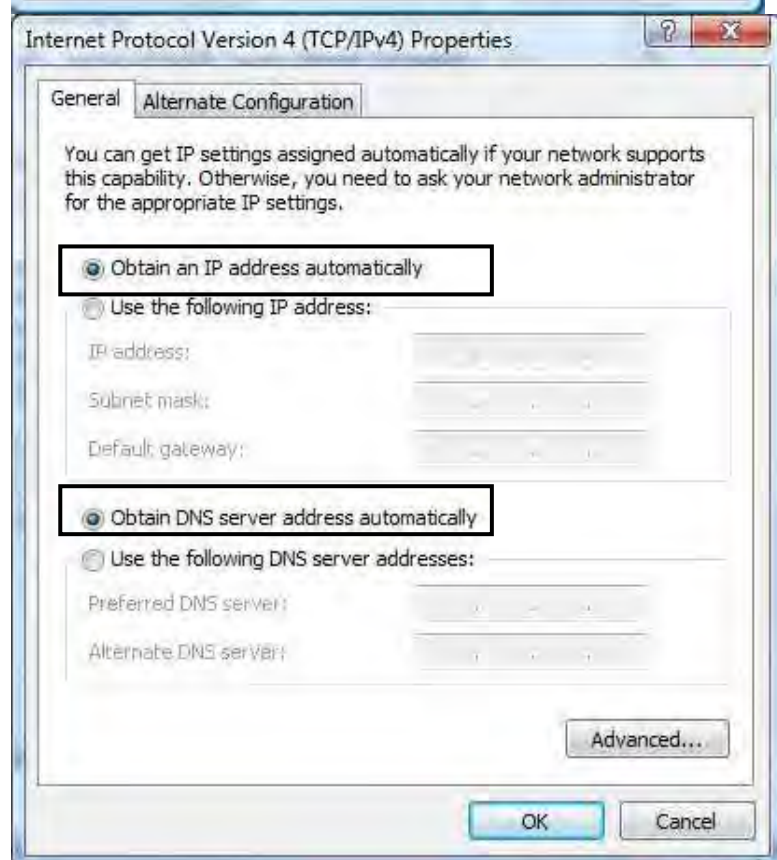 Internet Protocol Version 4 (TCP/IPv4) Properties
General
Alternate Configuration
You can get IP settings assigned automatically if your network supports
this capability. Otherwise, you need to ask your network administrator
for the appropriate IP settings.
Obtain an IP address automatically
Use the following IP address:
IP address:
Subnet mask:
Default gateway:
Obtain DNS server address automatically
Use the following DNS server addresses:
Preferred DNS server:
Alternate DNS server:
Advanced...
OK
Cancel